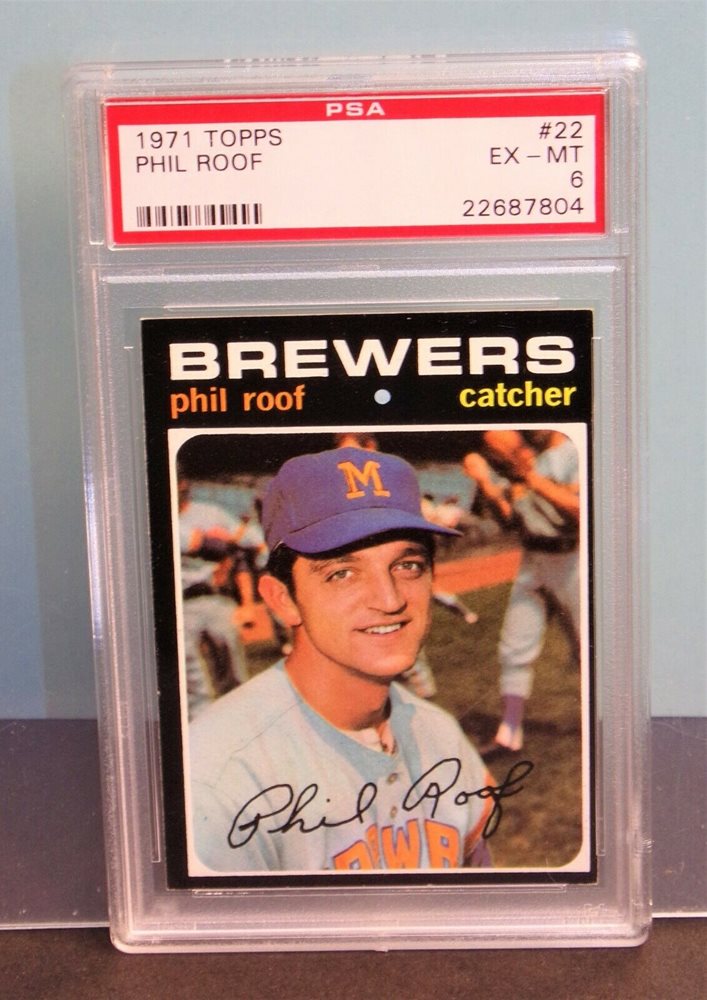 PSA
1971 TOPPS #22
PHIL ROOF EX - MT
6
22687804
BREWERS
phil roof catcher
M
Phil Roof